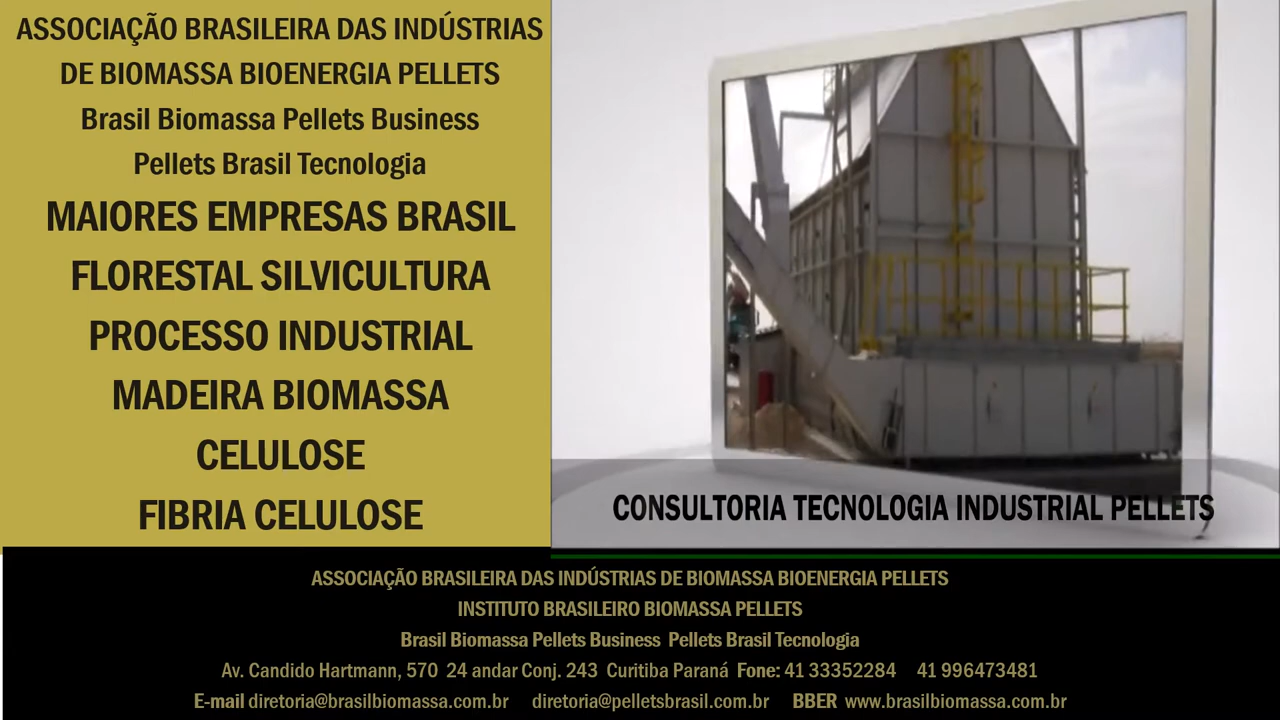 ASSOCIAÇÃO BRASILEIRA DAS INDÚSTRIAS
DE BIOMASSA BIOENERGIA PELLETS
Brasil Biomassa Pellets Business
Pellets Brasil Tecnologia
MAIORES EMPRESAS BRASIL
FLORESTAL SILVICULTURA
PROCESSO INDUSTRIAL
MADEIRA BIOMASSA
CELULOSE
FIBRIA CELULOSE
CONSULTORIA TECNOLOGIA INDUSTRIAL PELLETS
ASSOCIAÇÃO BRASILEIRA DAS INDÚSTRIAS DE BIOMASSA BIOENERGIA PELLETS
INSTITUTO BRASILEIRO BIOMASSA PELLETS
Brasil Biomassa Pellets Business Pellets Brasil Tecnologia
Av. Candido Hartmann, 570 24 andar Conj. 243 Curitiba Paraná Fone: 41 33352284 41 996473481
E-mail diretoria@brasilbiomassa.com.br diretoria@pelletsbrasil.com.br BBER www.brasilbiomassa.com.br